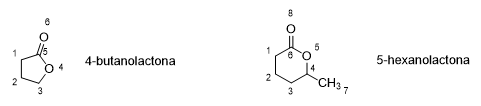 6
O
5
1
O 4
2
3
4-butanolactona
8
O
1
6
O 5
2
4
3
CH3 7
5-hexanolactona